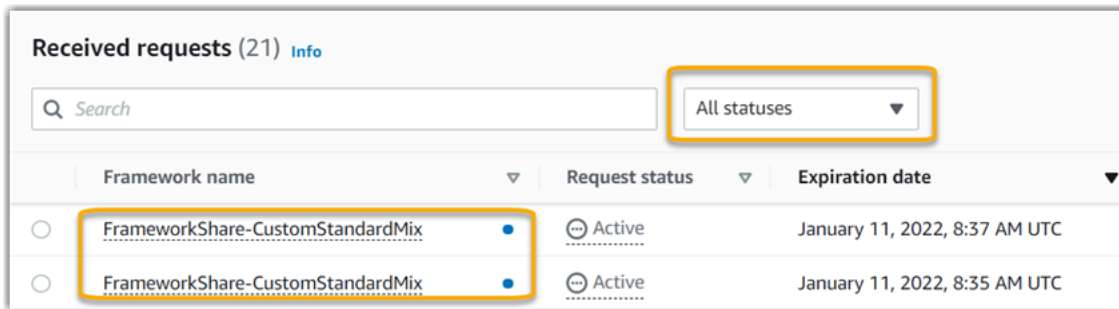 Received requests (21) Info
Search
All statuses
Framework name Request status Expiration date
FrameworkShare-CustomStandardMix Active January 11, 2022, 8:37 AM UTC
FrameworkShare-CustomStandardMix Active January 11, 2022, 8:35 AM UTC